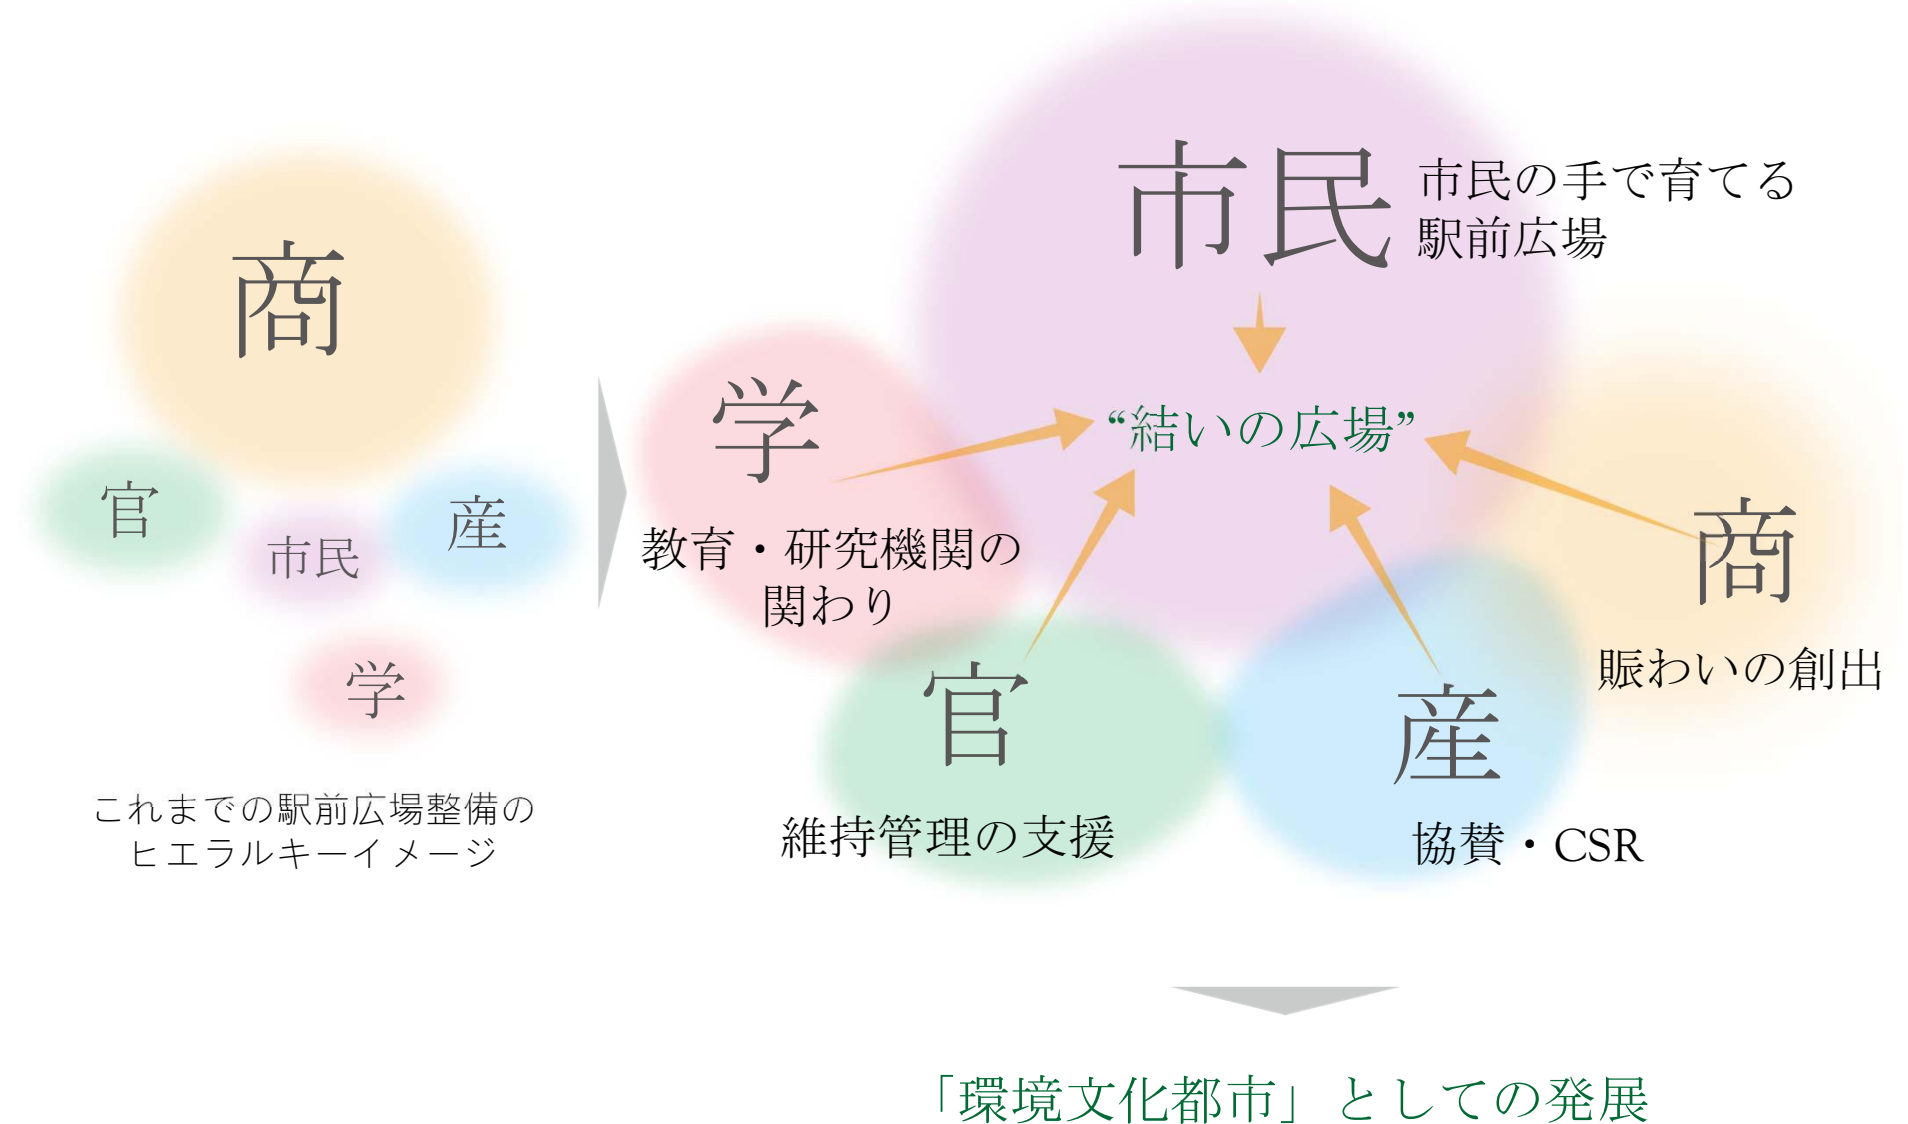 商
官
市民
産
学
これまでの駅前広場整備の
ヒエラルキーイメージ
市民
市民の手で育てる
駅前広場
“結いの広場”
学
教育・研究機関の
関わり
官
維持管理の支援
産
協賛・CSR
商
賑わいの創出
「環境文化都市」としての発展